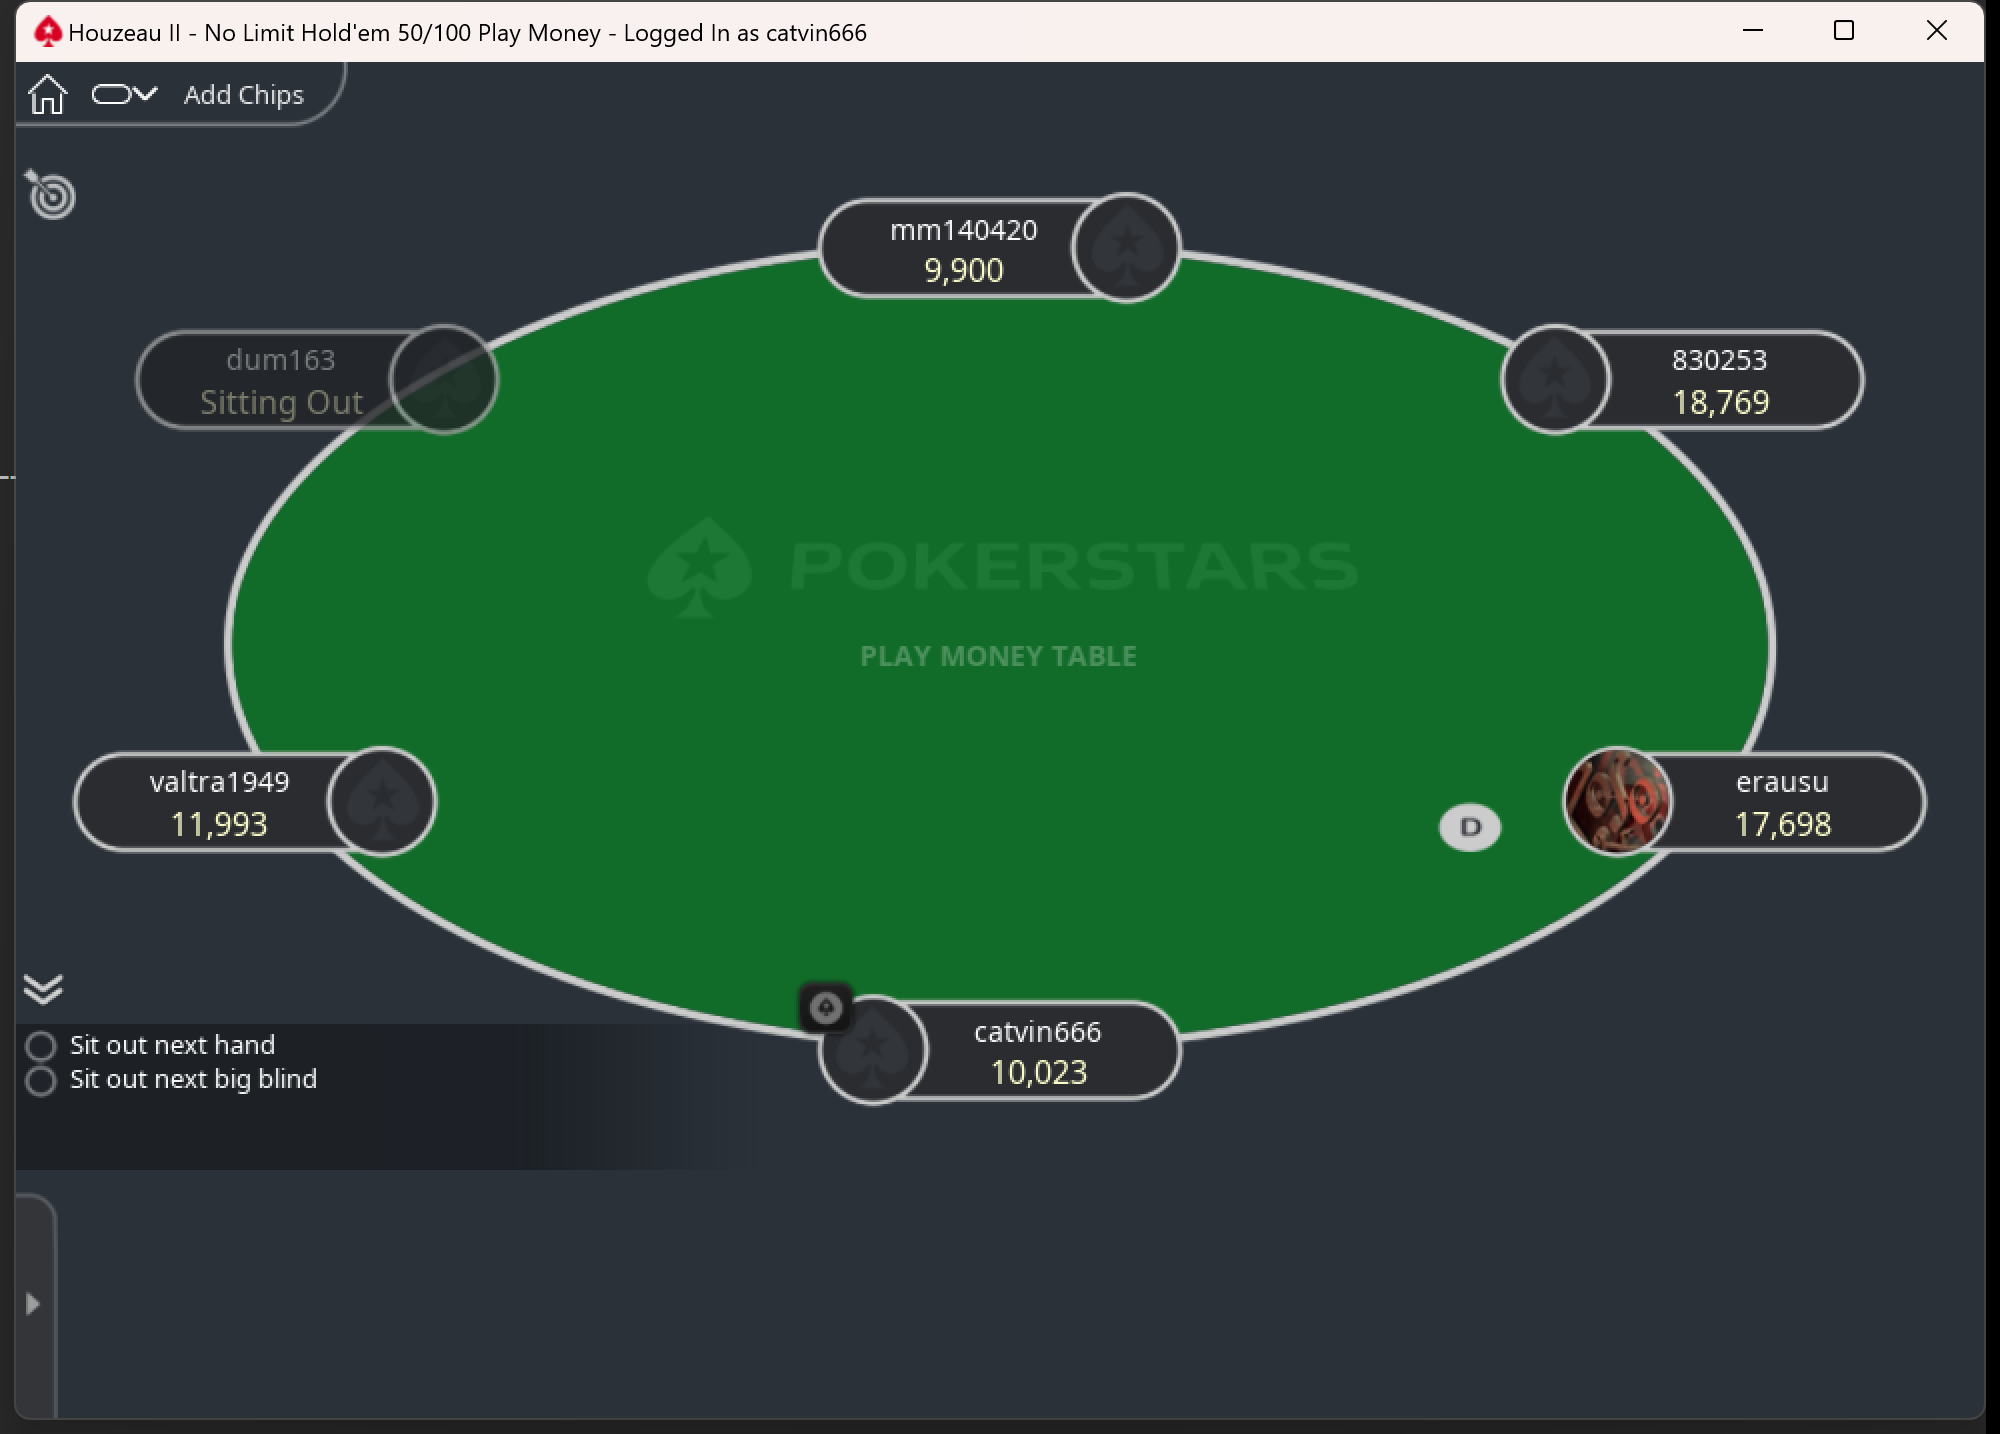 Houzeau II - No Limit Hold'em 50/100 Play Money - Logged In as catvin666
Add Chips
mm140420
9,900
dum163
Sitting Out
830253
18,769
POKERSTARS
PLAY MONEY TABLE
valtra1949
11,993
erausu
17,698
D
catvin666
10,023
Sit out next hand
Sit out next big blind